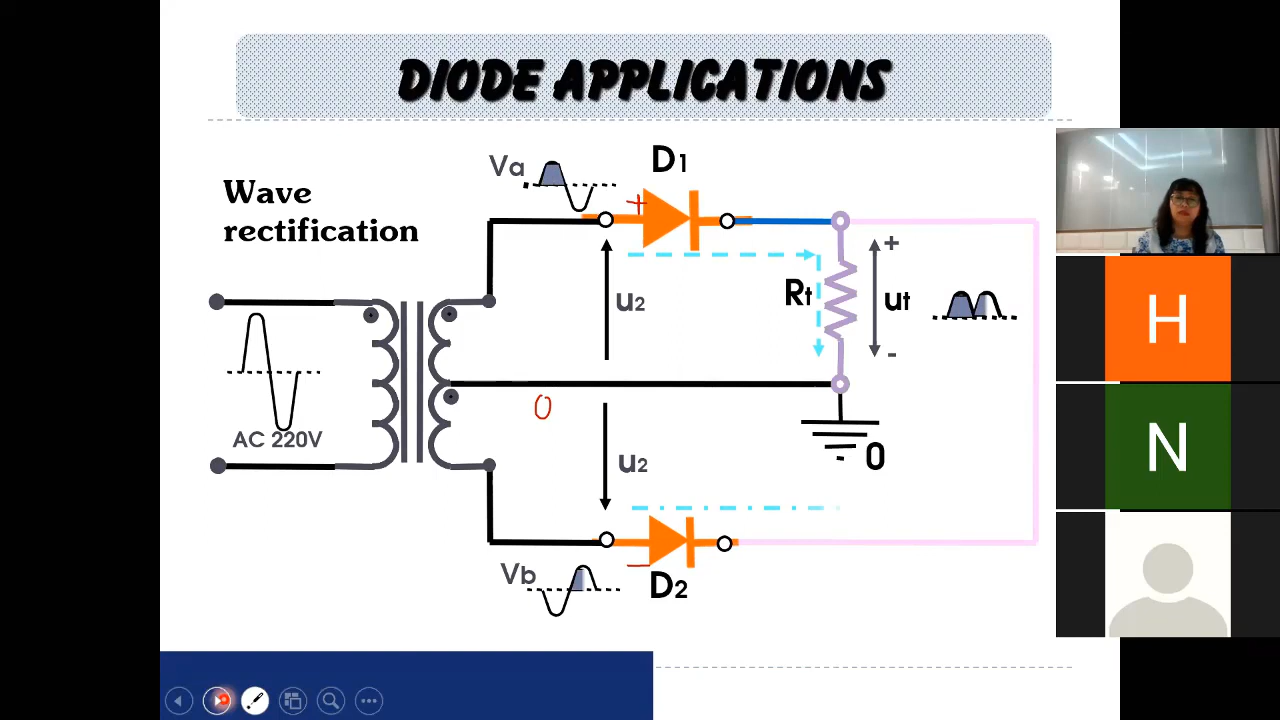 DIODE APPLICATIONS
Wave
rectification
Va
D1
+
u2
Rt
+
ut
-
AC 220V
0
0
u2
Vb
D2
H
N